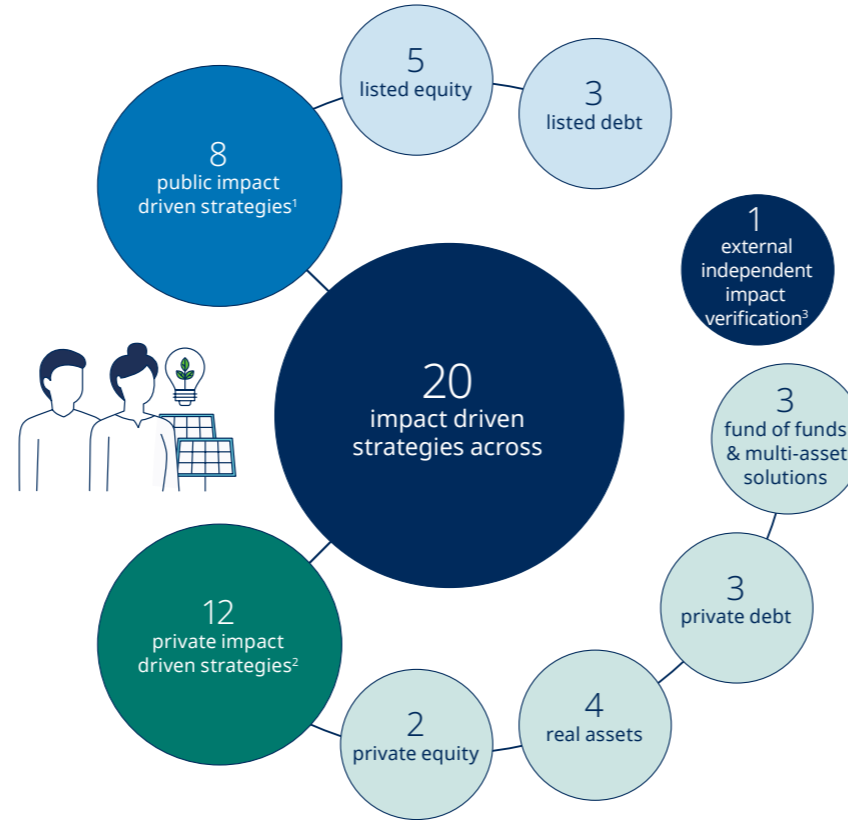 5
listed equity
3
listed debt
8
public impact
driven strategies¹
1
external
independent
impact
verification³
20
impact driven
strategies across
3
fund of funds
& multi-asset
solutions
3
private debt
12
private impact
driven strategies²
4
real assets
2
private equity